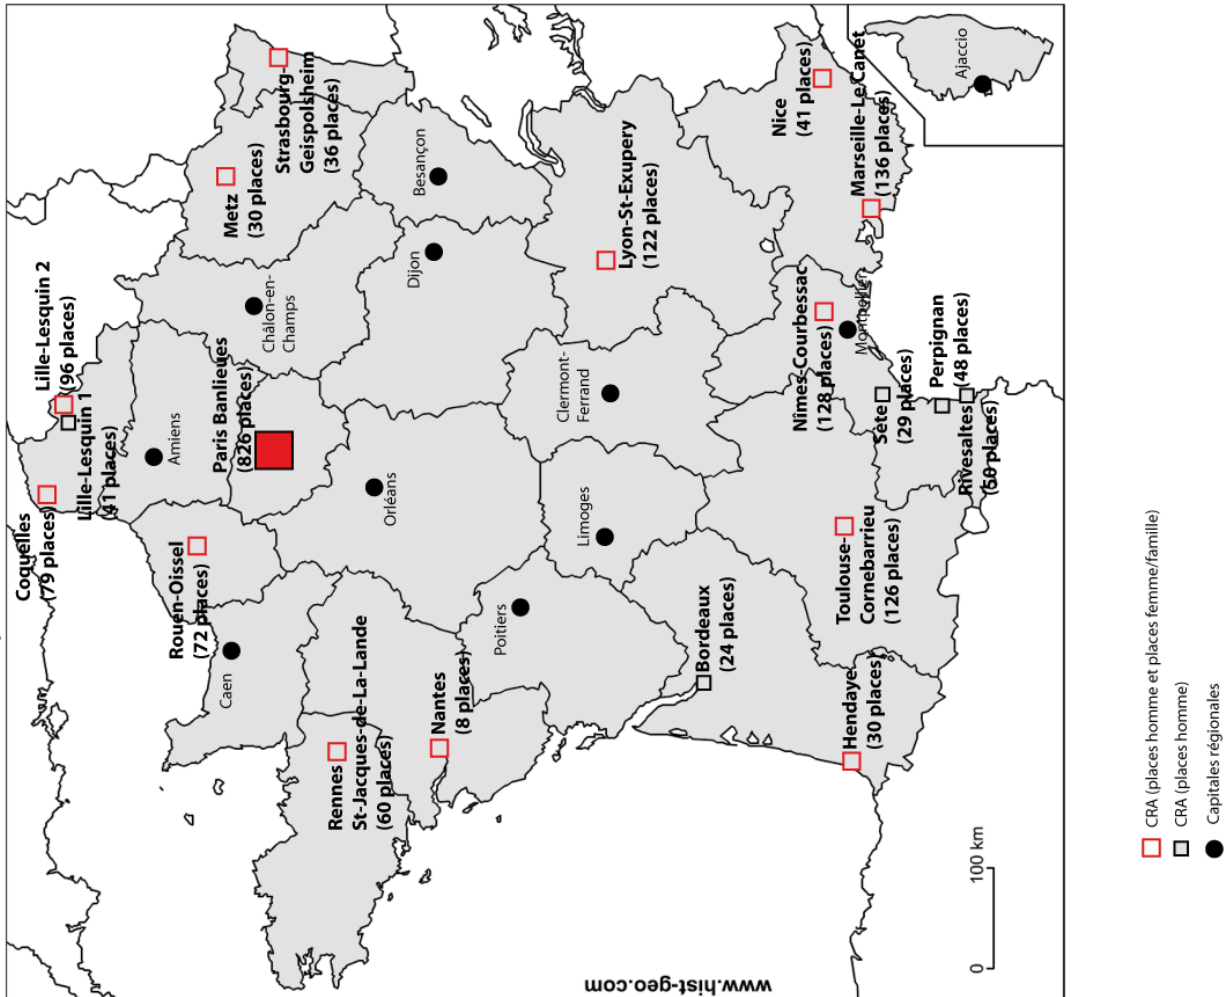 Coquelles
(79 places)
Lille-Lesquin 2
(96 places)
Lille-Lesquin 1
(41 places)
Amiens
Rouen-Oissel
(72 places)
Caen
Paris Banlieues
(826 places)
Châlon-en-
Champs
Metz
(30 places)
Strasbourg-
Geispolsheim
(36 places)
Rennes
St-Jacques-de-La-Lande
(60 places)
Nantes
(8 places)
Orléans
Dijon
Besançon
Poitiers
Limoges
Clermont-
Ferrand
Lyon-St-Exupery
(122 places)
Bordeaux
(24 places)
Hendaye
(30 places)
Toulouse-
Cornebarrieu
(126 places)
Nîmes-Courbessac
(128 places)
Montpellier
Sete
(29 places)
Perpignan
(48 places)
Rivesaltes
(50 places)
Nice
(41 places)
Marseille-Le Canet
(136 places)
Ajaccio
0
100 km
www.hist-geo.com
CRA (places homme et places femme/famille)
CRA (places homme)
Capitales régionales